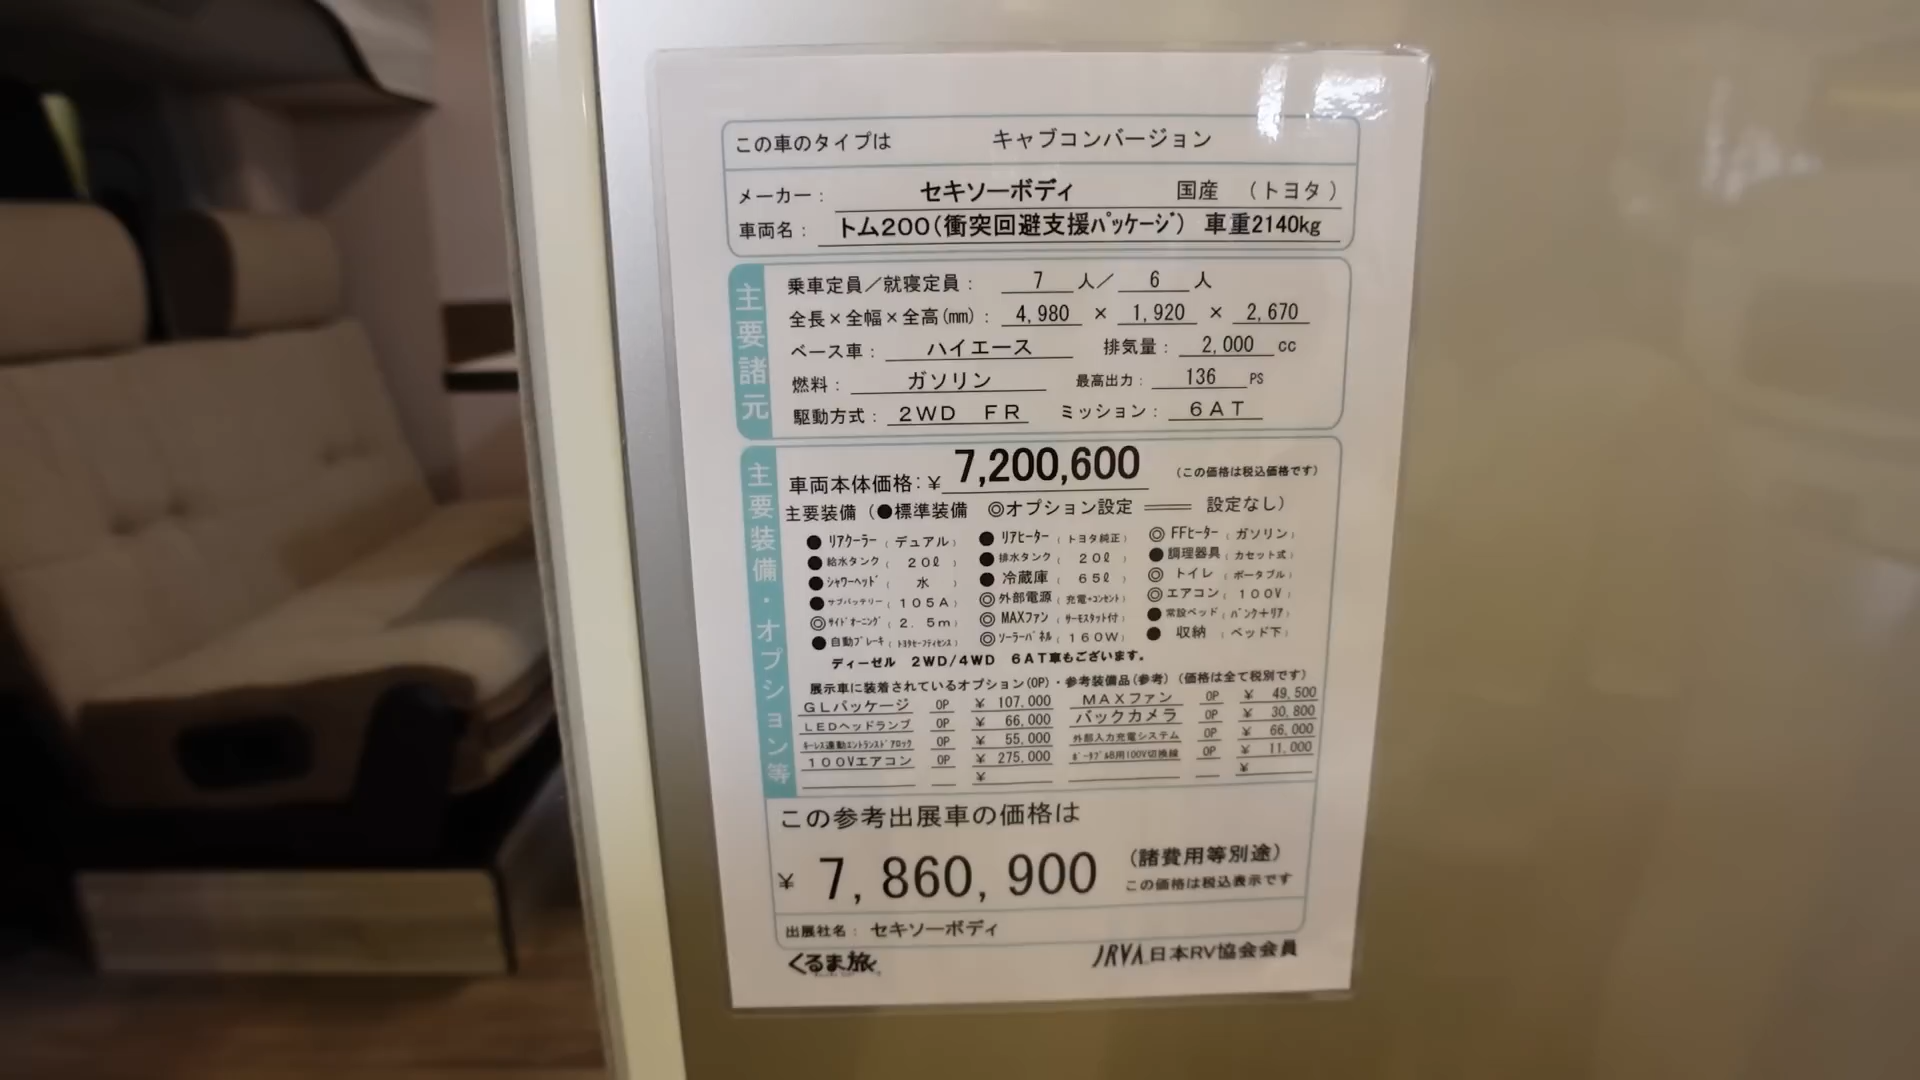 この車のタイプは キャブコンバージョン
メーカー： セキソーボディ 国産 （トヨタ）
車両名： トム200(衝突回避支援ﾊﾟｯｹｰｼﾞ) 車重2140kg
主要諸元
乗車定員／就寝定員： 7 人／ 6 人
全長×全幅×全高(mm)： 4,980 × 1,920 × 2,670
ベース車： ハイエース 排気量： 2,000 cc
燃料： ガソリン 最高出力： 136 PS
駆動方式： 2WD FR ミッション： 6AT
主要装備・オプション等
車両本体価格：￥ 7,200,600 （この価格は税込価格です）
主要装備（●標準装備 ◎オプション設定 ═══ 設定なし）
● ﾘｱｸｰﾗｰ（デュアル） ● ﾘｱﾋｰﾀｰ（トヨタ純正） ◎ FFﾋｰﾀｰ（ガソリン）
● 給水タンク（ 20ℓ ） ● 排水タンク（ 20ℓ ） ● 調理器具（カセット式）
● ｼｬﾜｰﾍｯﾄﾞ（ 水 ） ● 冷蔵庫（ 65ℓ ） ◎ トイレ（ポータブル）
● ｻﾌﾞﾊﾞｯﾃﾘｰ（105A） ◎ 外部電源（充電+ｺﾝｾﾝﾄ） ◎ エアコン（100V）
◎ ｻｲﾄﾞｵｰﾆﾝｸﾞ（2.5m） ◎ MAXファン（ｻｰﾓｽﾀｯﾄ付） ● 常設ベッド（ﾊﾞﾝｸ＋ﾘｱ）
● 自動ﾌﾞﾚｰｷ（ﾄﾖﾀｾｰﾌﾃｨｾﾝｽ） ◎ ｿｰﾗｰﾊﾟﾈﾙ（160W） ● 収納（ベッド下）
ディーゼル 2WD/4WD 6AT車もございます。
展示車に装着されているオプション(OP)・参考装備品(参考)（価格は全て税別です）
GLパッケージ OP ￥ 107,000 MAXファン OP ￥ 49,500
LEDヘッドランプ OP ￥ 66,000 バックカメラ OP ￥ 30,800
ｷｰﾚｽ連動ｴﾝﾄﾗﾝｽﾄﾞｱﾛｯｸ OP ￥ 55,000 外部入力充電システム OP ￥ 66,000
100Vエアコン OP ￥ 275,000 ﾎﾟｰﾀﾌﾞﾙB用100V切換線 OP ￥ 11,000
￥ ￥
この参考出展車の価格は
￥ 7,860,900 （諸費用等別途）
この価格は税込表示です
出展社名： セキソーボディ
くるま旅 JRVA 日本RV協会会員